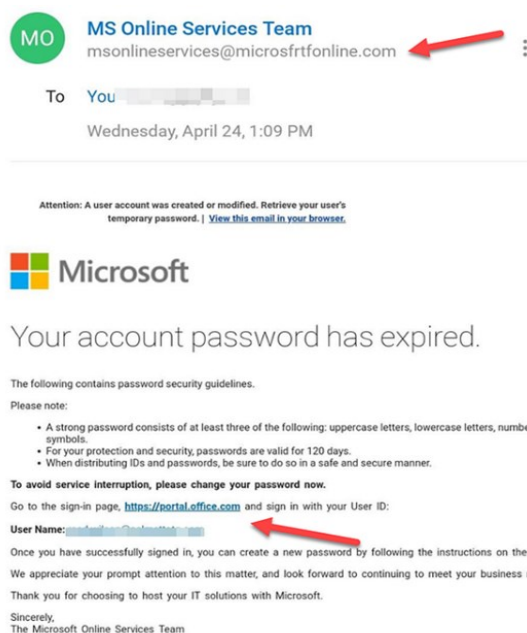 MO
MS Online Services Team
msonlineservices@microsfrtfonline.com
To You
Wednesday, April 24, 1:09 PM
Attention: A user account was created or modified. Retrieve your user's
temporary password. | View this email in your browser.
Microsoft
Your account password has expired.
The following contains password security guidelines.
Please note:
• A strong password consists of at least three of the following: uppercase letters, lowercase letters, numbe
symbols.
• For your protection and security, passwords are valid for 120 days.
• When distributing IDs and passwords, be sure to do so in a safe and secure manner.
To avoid service interruption, please change your password now.
Go to the sign-in page, https://portal.office.com and sign in with your User ID:
User Name:
Once you have successfully signed in, you can create a new password by following the instructions on the
We appreciate your prompt attention to this matter, and look forward to continuing to meet your business
Thank you for choosing to host your IT solutions with Microsoft.
Sincerely,
The Microsoft Online Services Team